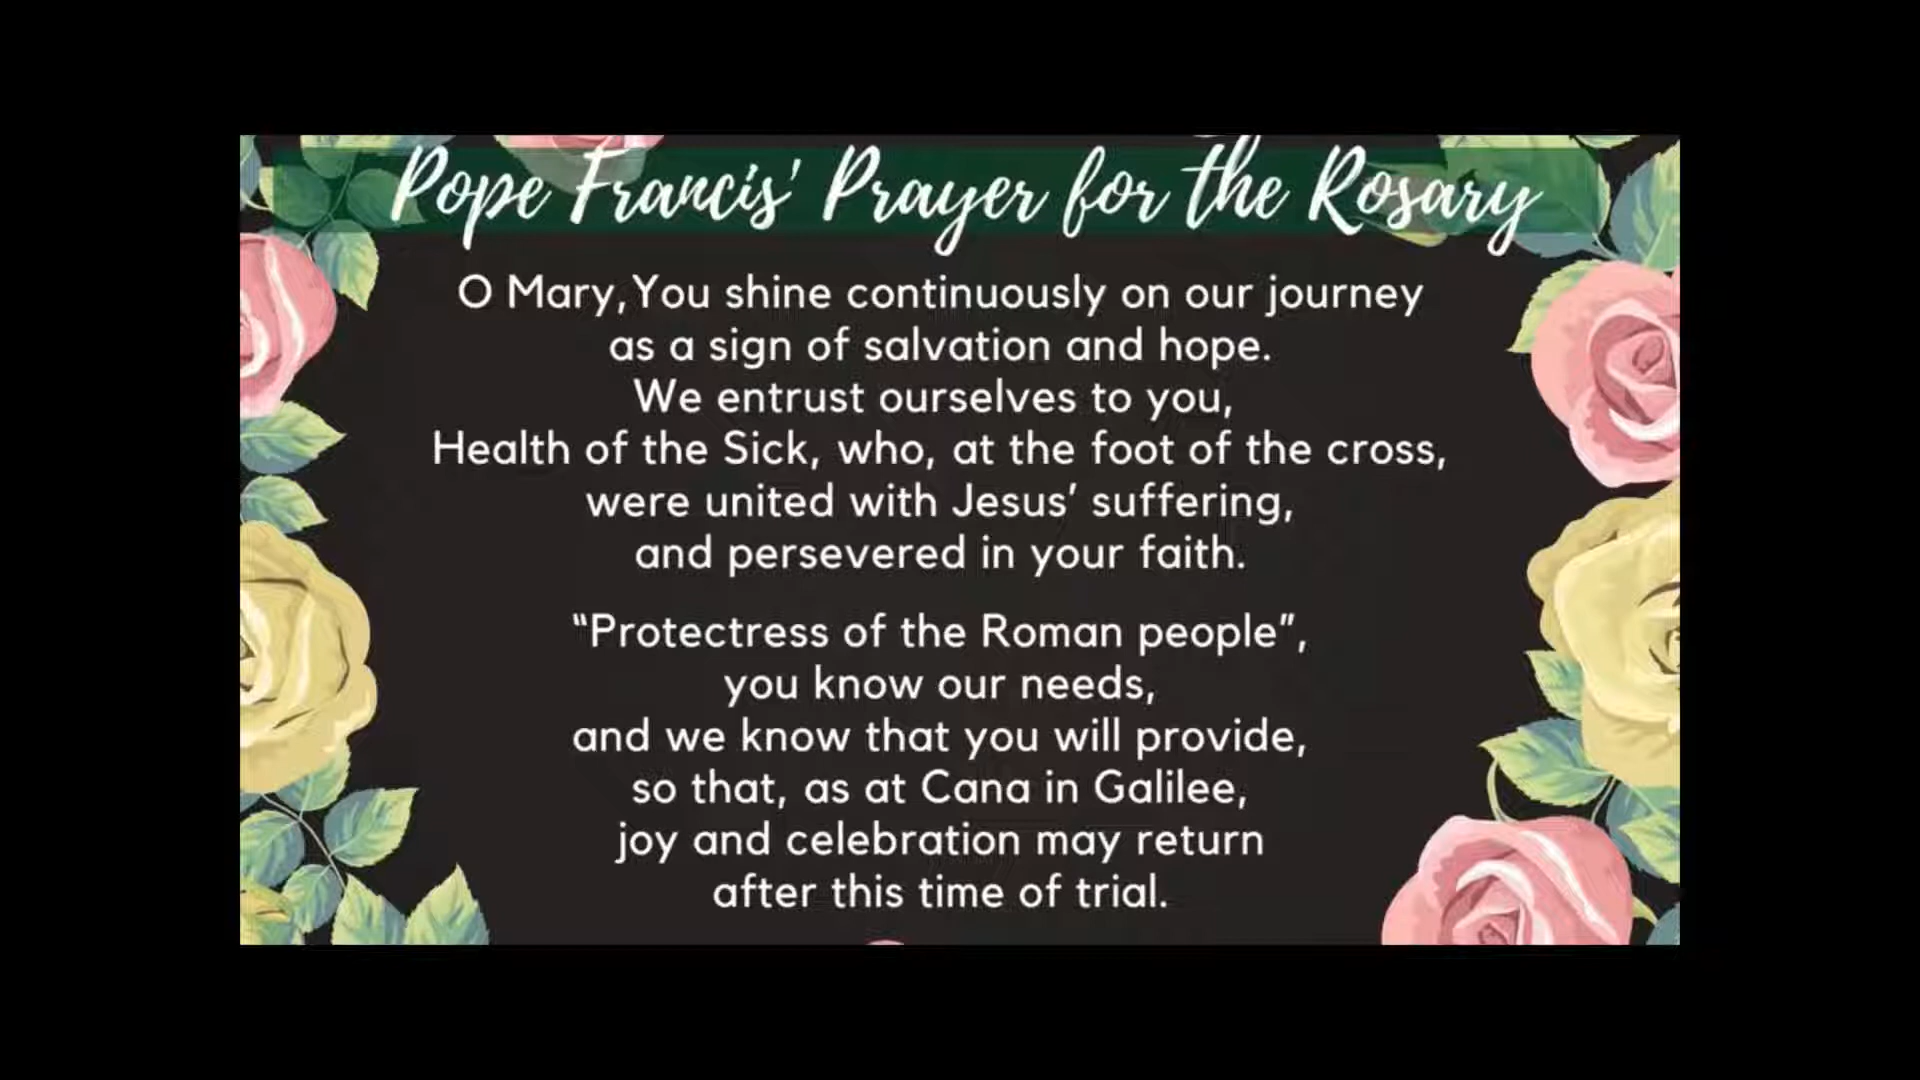 Pope Francis' Prayer for the Rosary
O Mary,You shine continuously on our journey
as a sign of salvation and hope.
We entrust ourselves to you,
Health of the Sick, who, at the foot of the cross,
were united with Jesus’ suffering,
and persevered in your faith.
“Protectress of the Roman people”,
you know our needs,
and we know that you will provide,
so that, as at Cana in Galilee,
joy and celebration may return
after this time of trial.